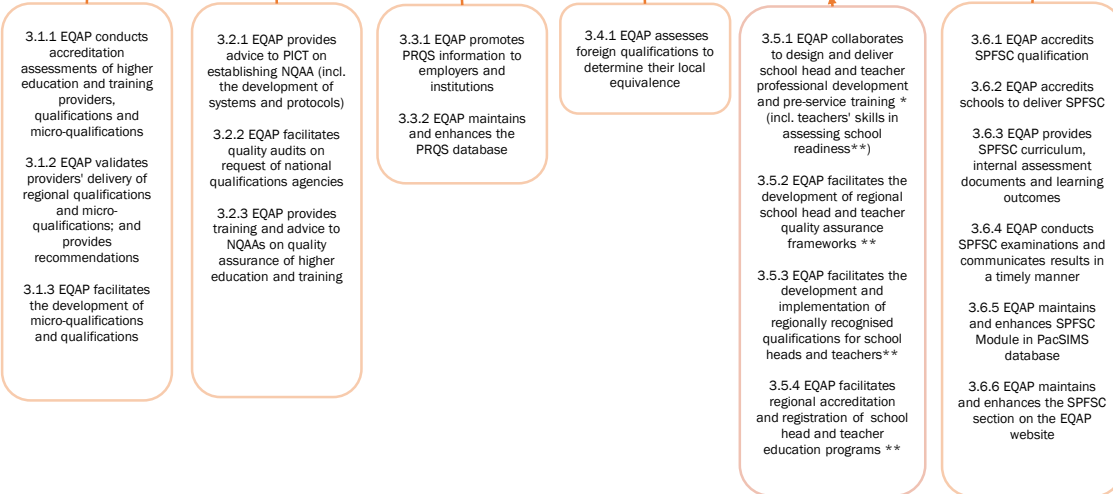 3.1.1 EQAP conducts
accreditation
assessments of higher
education and training
providers,
qualifications and
micro-qualifications
3.1.2 EQAP validates
providers' delivery of
regional qualifications
and micro-
qualifications; and
provides
recommendations
3.1.3 EQAP facilitates
the development of
micro-qualifications
and qualifications
3.2.1 EQAP provides
advice to PICT on
establishing NQAA (incl.
the development of
systems and protocols)
3.2.2 EQAP facilitates
quality audits on
request of national
qualifications agencies
3.2.3 EQAP provides
training and advice to
NQAAs on quality
assurance of higher
education and training
3.3.1 EQAP promotes
PRQS information to
employers and
institutions
3.3.2 EQAP maintains
and enhances the
PRQS database
3.4.1 EQAP assesses
foreign qualifications to
determine their local
equivalence
3.5.1 EQAP collaborates
to design and deliver
school head and teacher
professional development
and pre-service training *
(incl. teachers' skills in
assessing school
readiness**)
3.5.2 EQAP facilitates the
development of regional
school head and teacher
quality assurance
frameworks **
3.5.3 EQAP facilitates the
development and
implementation of
regionally recognised
qualifications for school
heads and teachers**
3.5.4 EQAP facilitates
regional accreditation
and registration of school
head and teacher
education programs **
3.6.1 EQAP accredits
SPFSC qualification
3.6.2 EQAP accredits
schools to deliver SPFSC
3.6.3 EQAP provides
SPFSC curriculum,
internal assessment
documents and learning
outcomes
3.6.4 EQAP conducts
SPFSC examinations and
communicates results in
a timely manner
3.6.5 EQAP maintains
and enhances SPFSC
Module in PacSIMS
database
3.6.6 EQAP maintains
and enhances the SPFSC
section on the EQAP
website